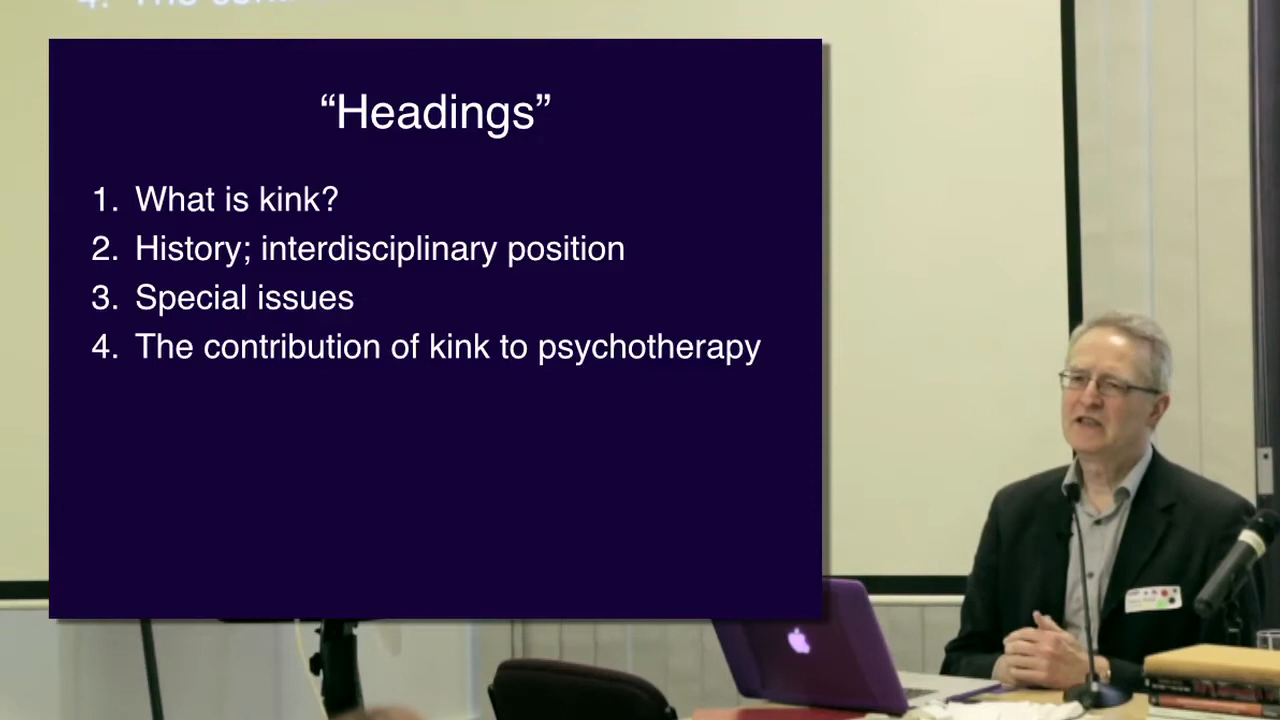 “Headings”
1. What is kink?
2. History; interdisciplinary position
3. Special issues
4. The contribution of kink to psychotherapy